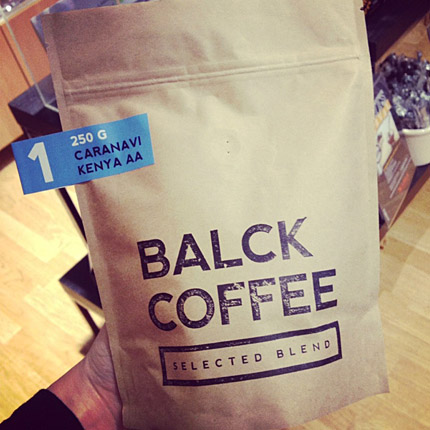 1
250 G
CARANAVI
KENYA AA
BALCK
COFFEE
SELECTED BLEND